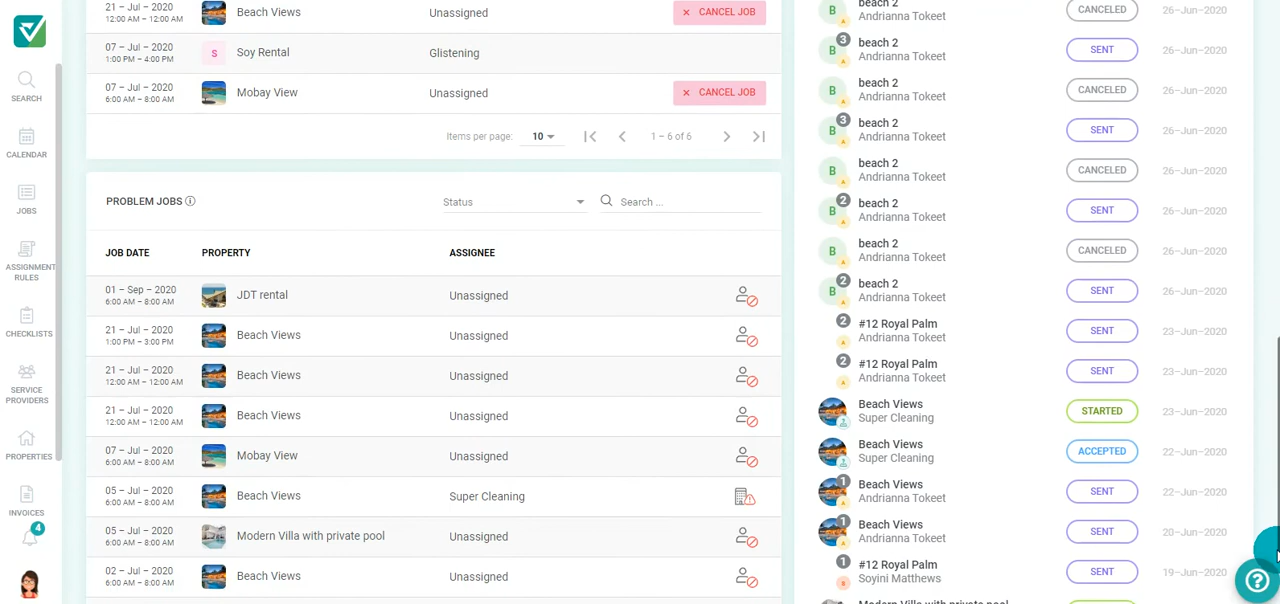 SEARCH
CALENDAR
JOBS
ASSIGNMENT
RULES
CHECKLISTS
SERVICE
PROVIDERS
PROPERTIES
INVOICES
4
21 – Jul – 2020
12:00 AM – 12:00 AM
Beach Views
Unassigned
× CANCEL JOB
07 – Jul – 2020
1:00 PM – 4:00 PM
S
Soy Rental
Glistening
07 – Jul – 2020
6:00 AM – 8:00 AM
Mobay View
Unassigned
× CANCEL JOB
Items per page: 10 1 – 6 of 6
PROBLEM JOBS
Status
Search ...
JOB DATE PROPERTY ASSIGNEE
01 – Sep – 2020
6:00 AM – 8:00 AM
JDT rental
Unassigned
21 – Jul – 2020
1:00 PM – 3:00 PM
Beach Views
Unassigned
21 – Jul – 2020
12:00 AM – 12:00 AM
Beach Views
Unassigned
21 – Jul – 2020
12:00 AM – 12:00 AM
Beach Views
Unassigned
07 – Jul – 2020
6:00 AM – 8:00 AM
Mobay View
Unassigned
05 – Jul – 2020
6:00 AM – 8:00 AM
Beach Views
Super Cleaning
05 – Jul – 2020
6:00 AM – 8:00 AM
Modern Villa with private pool
Unassigned
02 – Jul – 2020
6:00 AM – 8:00 AM
Beach Views
Unassigned
B
beach 2
Andrianna Tokeet
CANCELED
26–Jun–2020
B 3
beach 2
Andrianna Tokeet
SENT
26–Jun–2020
B
beach 2
Andrianna Tokeet
CANCELED
26–Jun–2020
B 3
beach 2
Andrianna Tokeet
SENT
26–Jun–2020
B
beach 2
Andrianna Tokeet
CANCELED
26–Jun–2020
B 2
beach 2
Andrianna Tokeet
SENT
26–Jun–2020
B
beach 2
Andrianna Tokeet
CANCELED
26–Jun–2020
B 2
beach 2
Andrianna Tokeet
SENT
26–Jun–2020
2
#12 Royal Palm
Andrianna Tokeet
SENT
23–Jun–2020
2
#12 Royal Palm
Andrianna Tokeet
SENT
23–Jun–2020
Beach Views
Super Cleaning
STARTED
23–Jun–2020
Beach Views
Super Cleaning
ACCEPTED
22–Jun–2020
1
Beach Views
Andrianna Tokeet
SENT
22–Jun–2020
1
Beach Views
Andrianna Tokeet
SENT
20–Jun–2020
1
#12 Royal Palm
Soyini Matthews
SENT
19–Jun–2020
Modern Villa with private pool
?